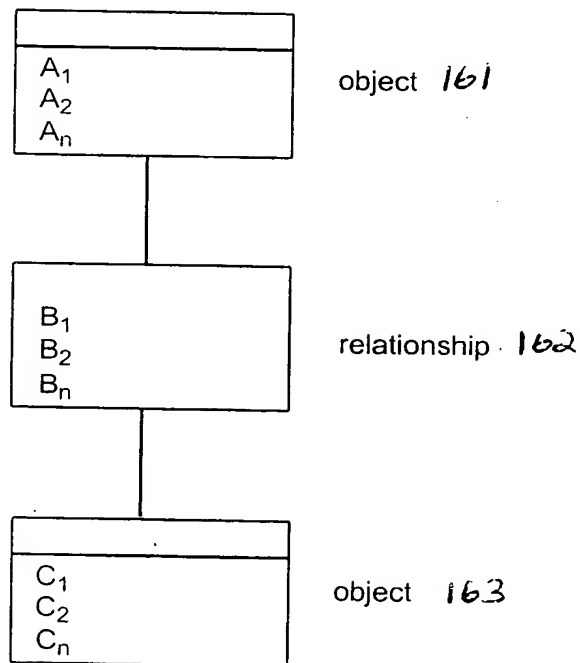 A₁
A₂
Aₙ
object 161
B₁
B₂
Bₙ
relationship 162
C₁
C₂
Cₙ
object 163